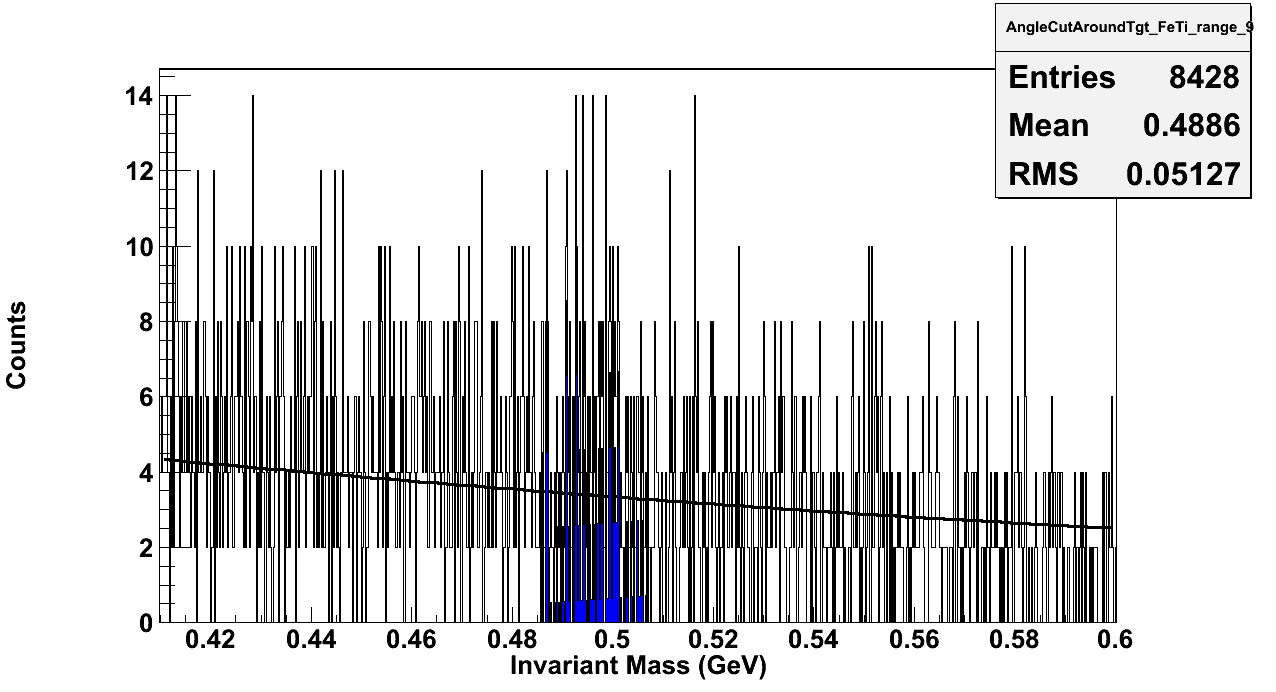 AngleCutAroundTgt_FeTi_range_9
Entries 8428
Mean 0.4886
RMS 0.05127
Counts
14
12
10
8
6
4
2
0
0.42 0.44 0.46 0.48 0.5 0.52 0.54 0.56 0.58 0.6
Invariant Mass (GeV)